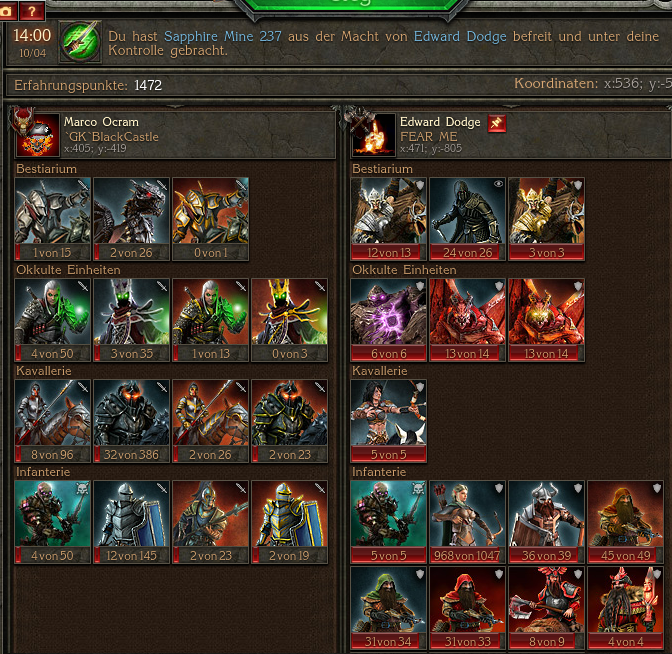 ?
Sieg
14:00
10/04
Du hast Sapphire Mine 237 aus der Macht von Edward Dodge befreit und unter deine
Kontrolle gebracht.
Erfahrungspunkte: 1472
Koordinaten: x:536; y:-5
Marco Ocram
`GK`BlackCastle
x:405; y:-419
Bestiarium
1 von 15
2 von 26
0 von 1
Okkulte Einheiten
4 von 50
3 von 35
1 von 13
0 von 3
Kavallerie
8 von 96
32 von 386
2 von 26
2 von 23
Infanterie
4 von 50
12 von 145
2 von 23
2 von 19
Edward Dodge
FEAR ME
x:471; y:-805
Bestiarium
12 von 13
24 von 26
3 von 3
Okkulte Einheiten
6 von 6
13 von 14
13 von 14
Kavallerie
5 von 5
Infanterie
5 von 5
968 von 1047
36 von 39
45 von 49
31 von 34
31 von 33
8 von 9
4 von 4